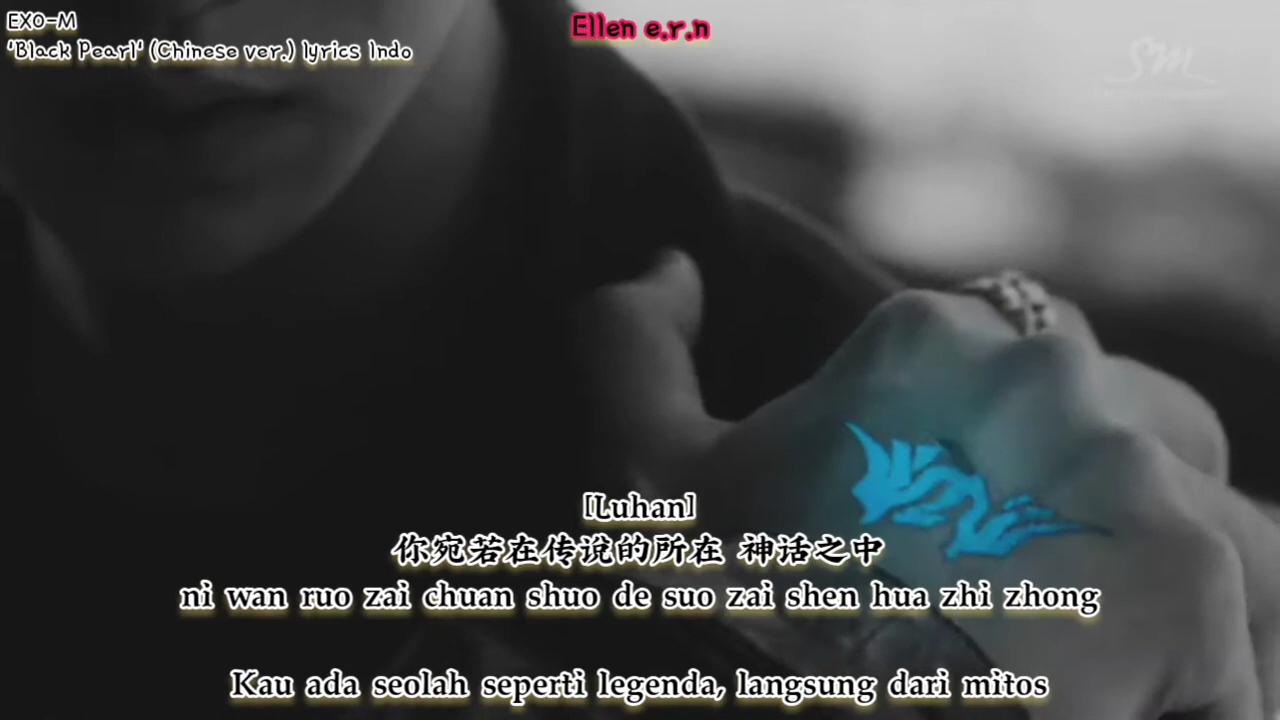 EXO-M
'Black Pearl' (Chinese ver.) lyrics Indo
Ellen e.r.n
SM
[Luhan]
你宛若在传说的所在 神话之中
ni wan ruo zai chuan shuo de suo zai shen hua zhi zhong
Kau ada seolah seperti legenda, langsung dari mitos